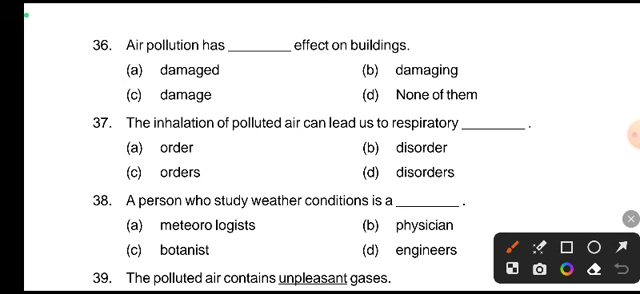 36. Air pollution has ________ effect on buildings.
(a) damaged (b) damaging
(c) damage (d) None of them
37. The inhalation of polluted air can lead us to respiratory ________ .
(a) order (b) disorder
(c) orders (d) disorders
38. A person who study weather conditions is a ________ .
(a) meteoro logists (b) physician
(c) botanist (d) engineers
39. The polluted air contains unpleasant gases.